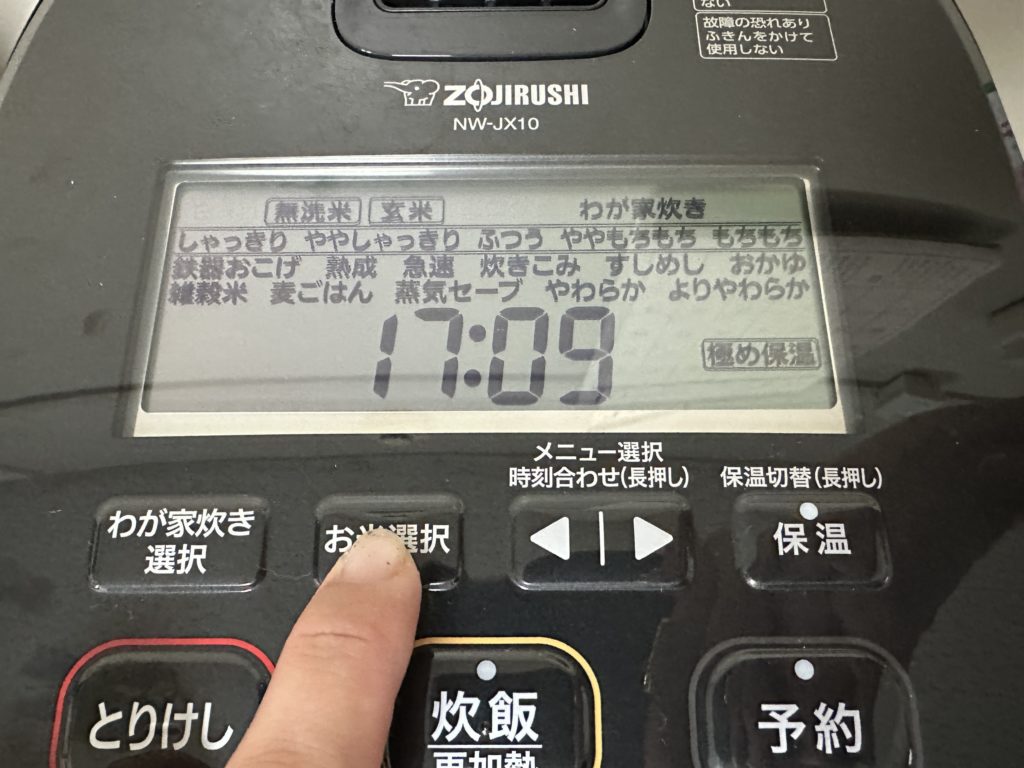 ない
故障の恐れあり
ふきんをかけて
使用しない
ZOJIRUSHI
NW-JX10
無洗米 玄米 わが家炊き
しゃっきり ややしゃっきり ふつう ややもちもち もちもち
鉄器おこげ 熟成 急速 炊きこみ すしめし おかゆ
雑穀米 麦ごはん 蒸気セーブ やわらか よりやわらか
17:09
極め保温
メニュー選択
時刻合わせ(長押し) 保温切替(長押し)
わが家炊き
選択
お米選択
保温
とりけし
炊飯
再加熱
予約